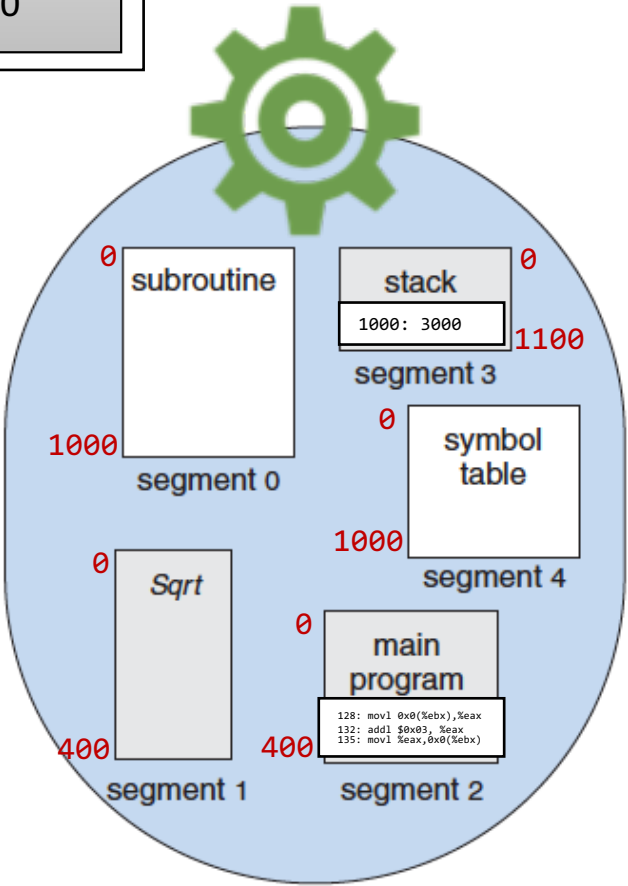 0
0
subroutine
1000
segment 0
0
stack
1000: 3000
1100
segment 3
0
symbol
table
1000
segment 4
0
Sqrt
400
segment 1
0
main
program
128: movl 0x0(%ebx),%eax
132: addl $0x03, %eax
135: movl %eax,0x0(%ebx)
400
segment 2